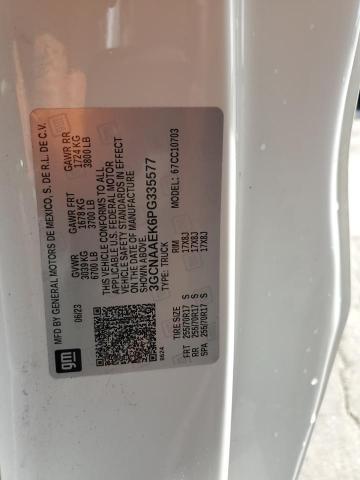 gm
MFD BY GENERAL MOTORS DE MEXICO, S. DE R.L. DE C.V.
06/23
GVWR GAWR FRT GAWR RR
3039 KG 1678 KG 1724 KG
6700 LB 3700 LB 3800 LB
THIS VEHICLE CONFORMS TO ALL
APPLICABLE U.S. FEDERAL MOTOR
VEHICLE SAFETY STANDARDS IN EFFECT
ON THE DATE OF MANUFACTURE
SHOWN ABOVE.
3GCNAAEK6PG335577
TYPE: TRUCK MODEL: 67CC10703
TIRE SIZE RIM
FRT 255/70R17 S 17X8J
RR 255/70R17 S 17X8J
SPA 255/70R17 S 17X8J